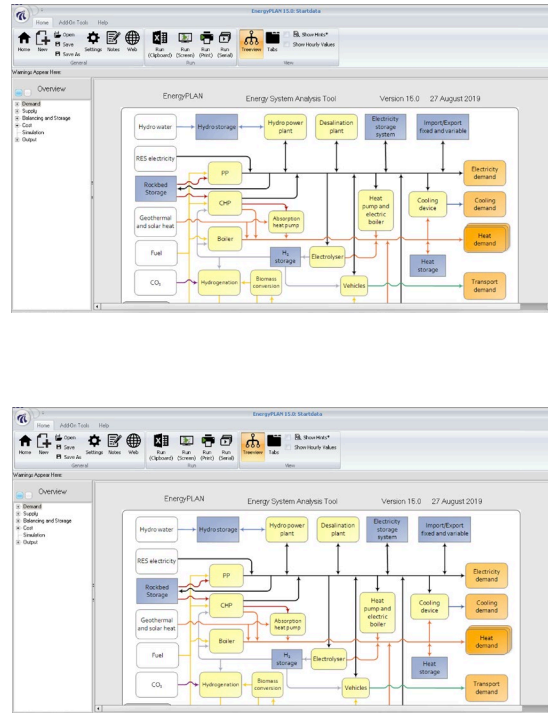 EnergyPLAN 15.0: Startdata
Home Add-On Tools Help
Home New Open Save Save As Settings Notes Web Run (Clipboard) Run (Screen) Run (Print) Run (Serial) Treeview Tabs Show Hints* Show Hourly Values
General Run View
Warnings Appear Here:
Overview
Demand
Supply
Balancing and Storage
Cost
Simulation
Output
EnergyPLAN Energy System Analysis Tool Version 15.0 27 August 2019
Hydro water
Hydro storage
Hydro power plant
Desalination plant
Electricity storage system
Import/Export fixed and variable
RES electricity
PP
Electricity demand
Rockbed Storage
CHP
Heat pump and electric boiler
Cooling device
Cooling demand
Geothermal and solar heat
Absorption heat pump
Boiler
Heat demand
Fuel
H₂ storage
Electrolyser
Heat storage
CO₂
Hydrogenation
Biomass conversion
Vehicles
Transport demand
EnergyPLAN 15.0: Startdata
Home Add-On Tools Help
Home New Open Save Save As Settings Notes Web Run (Clipboard) Run (Screen) Run (Print) Run (Serial) Treeview Tabs Show Hints* Show Hourly Values
General Run View
Warnings Appear Here:
Overview
Demand
Supply
Balancing and Storage
Cost
Simulation
Output
EnergyPLAN Energy System Analysis Tool Version 15.0 27 August 2019
Hydro water
Hydro storage
Hydro power plant
Desalination plant
Electricity storage system
Import/Export fixed and variable
RES electricity
PP
Electricity demand
Rockbed Storage
CHP
Heat pump and electric boiler
Cooling device
Cooling demand
Geothermal and solar heat
Absorption heat pump
Boiler
Heat demand
Fuel
H₂ storage
Electrolyser
Heat storage
CO₂
Hydrogenation
Biomass conversion
Vehicles
Transport demand